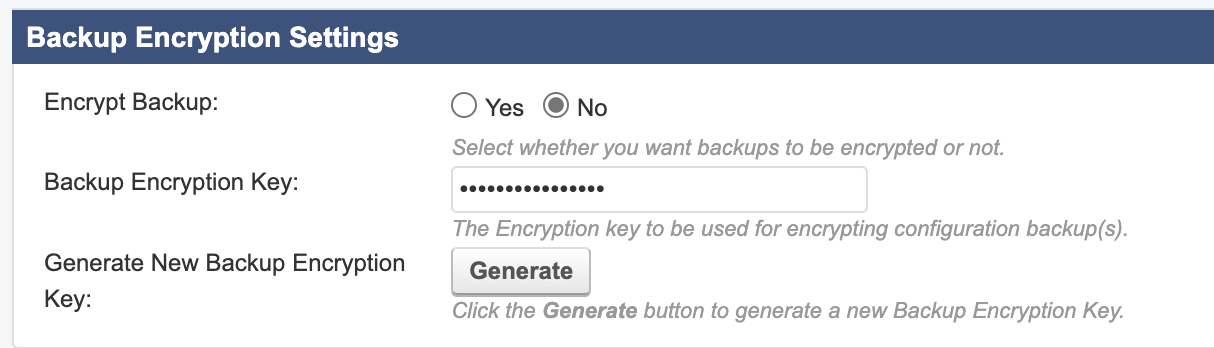 Backup Encryption Settings
Encrypt Backup:
Yes No
Select whether you want backups to be encrypted or not.
Backup Encryption Key:
••••••••••••••••
The Encryption key to be used for encrypting configuration backup(s).
Generate New Backup Encryption
Key:
Generate
Click the Generate button to generate a new Backup Encryption Key.